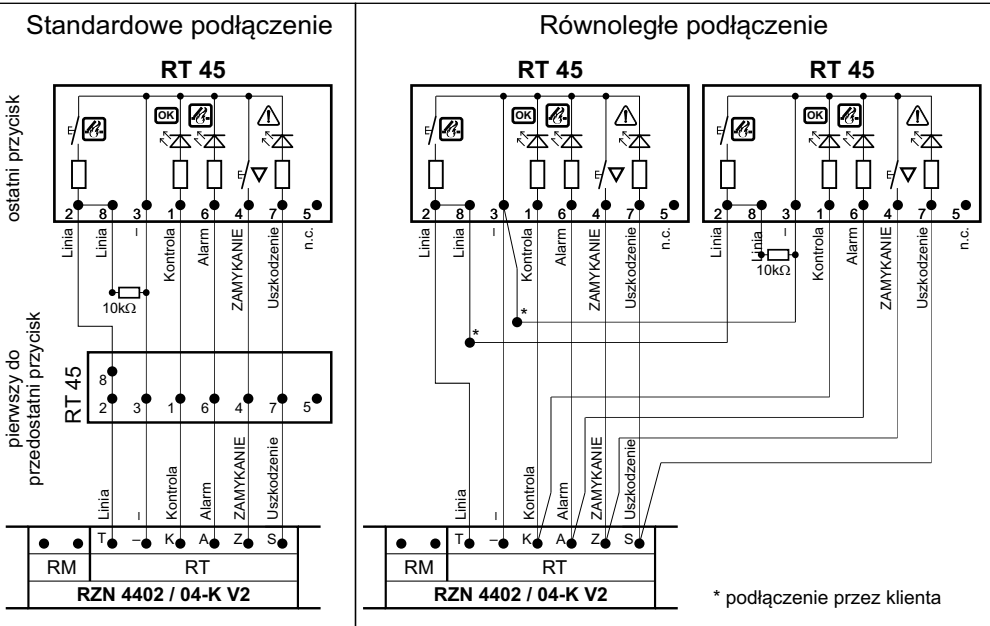 Standardowe podłączenie
RT 45
ostatni przycisk
OK
2 8 3 1 6 4 7 5
Linia
Linia
–
Kontrola
Alarm
ZAMYKANIE
Uszkodzenie
n.c.
10kΩ
pierwszy do
przedostatni przycisk
RT 45
8
2 3 1 6 4 7 5
Linia
–
Kontrola
Alarm
ZAMYKANIE
Uszkodzenie
T – K A Z S
RM RT
RZN 4402 / 04-K V2
Równoległe podłączenie
RT 45
OK
2 8 3 1 6 4 7 5
Linia
Linia
–
Kontrola
Alarm
ZAMYKANIE
Uszkodzenie
n.c.
*
*
RT 45
OK
2 8 3 1 6 4 7 5
Linia
Linia
–
Kontrola
Alarm
ZAMYKANIE
Uszkodzenie
n.c.
10kΩ
Linia
–
Kontrola
Alarm
ZAMYKANIE
Uszkodzenie
T – K A Z S
RM RT
RZN 4402 / 04-K V2
* podłączenie przez klienta